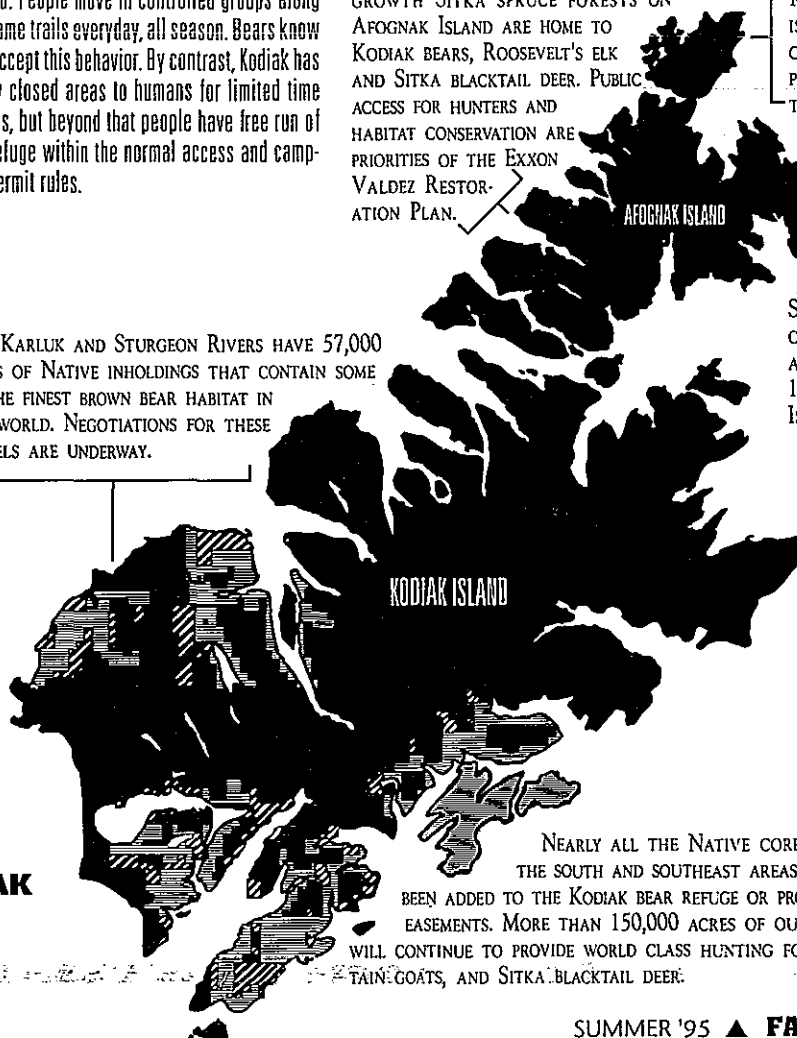 People move in controlled groups along
ame trails everyday, all season. Bears know
ccept this behavior. By contrast, Kodiak has
closed areas to humans for limited time
s, but beyond that people have free run of
efuge within the normal access and camp-
ermit rules.
GROWTH SITKA SPRUCE FORESTS ON
AFOGNAK ISLAND ARE HOME TO
KODIAK BEARS, ROOSEVELT'S ELK
AND SITKA BLACKTAIL DEER. PUBLIC
ACCESS FOR HUNTERS AND
HABITAT CONSERVATION ARE
PRIORITIES OF THE EXXON
VALDEZ RESTOR-
ATION PLAN.
AFOGNAK ISLAND
KARLUK AND STURGEON RIVERS HAVE 57,000
S OF NATIVE INHOLDINGS THAT CONTAIN SOME
HE FINEST BROWN BEAR HABITAT IN
WORLD. NEGOTIATIONS FOR THESE
ELS ARE UNDERWAY.
KODIAK ISLAND
AK
NEARLY ALL THE NATIVE CORP
THE SOUTH AND SOUTHEAST AREAS
BEEN ADDED TO THE KODIAK BEAR REFUGE OR PRO
EASEMENTS. MORE THAN 150,000 ACRES OF OU
WILL CONTINUE TO PROVIDE WORLD CLASS HUNTING FO
TAIN GOATS, AND SITKA BLACKTAIL DEER.
SUMMER '95 ▲ FA